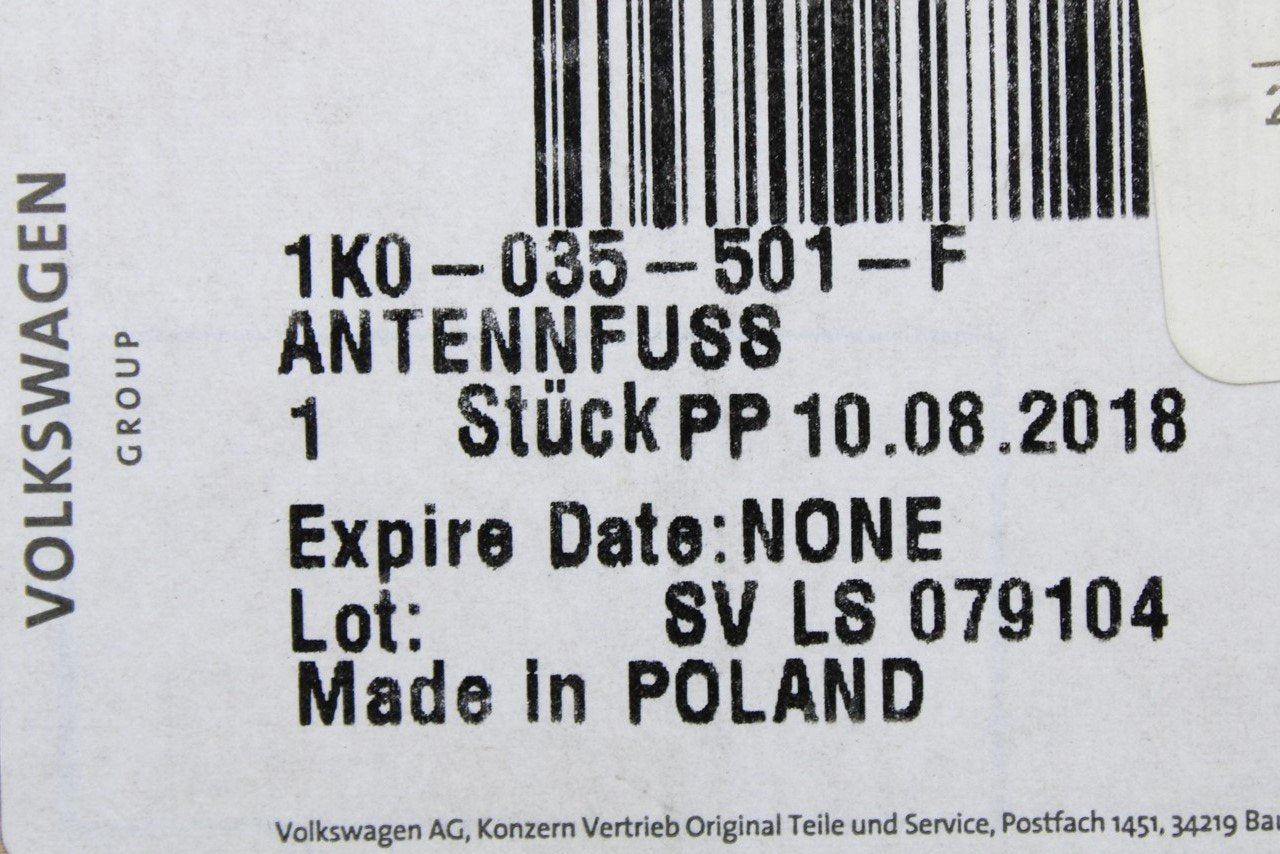 VOLKSWAGEN
GROUP
1K0-035-501-F
ANTENNFUSS
1 Stück PP 10.08.2018
Expire Date:NONE
Lot: SV LS 079104
Made in POLAND
Volkswagen AG, Konzern Vertrieb Original Teile und Service, Postfach 1451, 34219